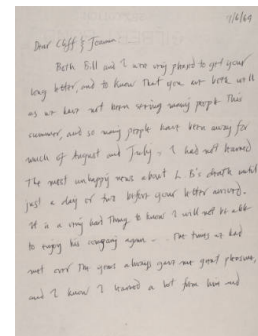 7/6/69
Dear Cliff & Joanna
Both Bill and I were very pleased to get your
long letter, and to know that you are both well
as we have not been seeing many people this
summer, and so many people have been away for
much of August and July. I had not learned
the most unhappy news about L. B's death until
just a day or two before your letter arrived.
It is a very bad thing to know I will not be able
to enjoy his company again - The times we had
met over the years always gave me great pleasure,
and I know I learned a lot from him and